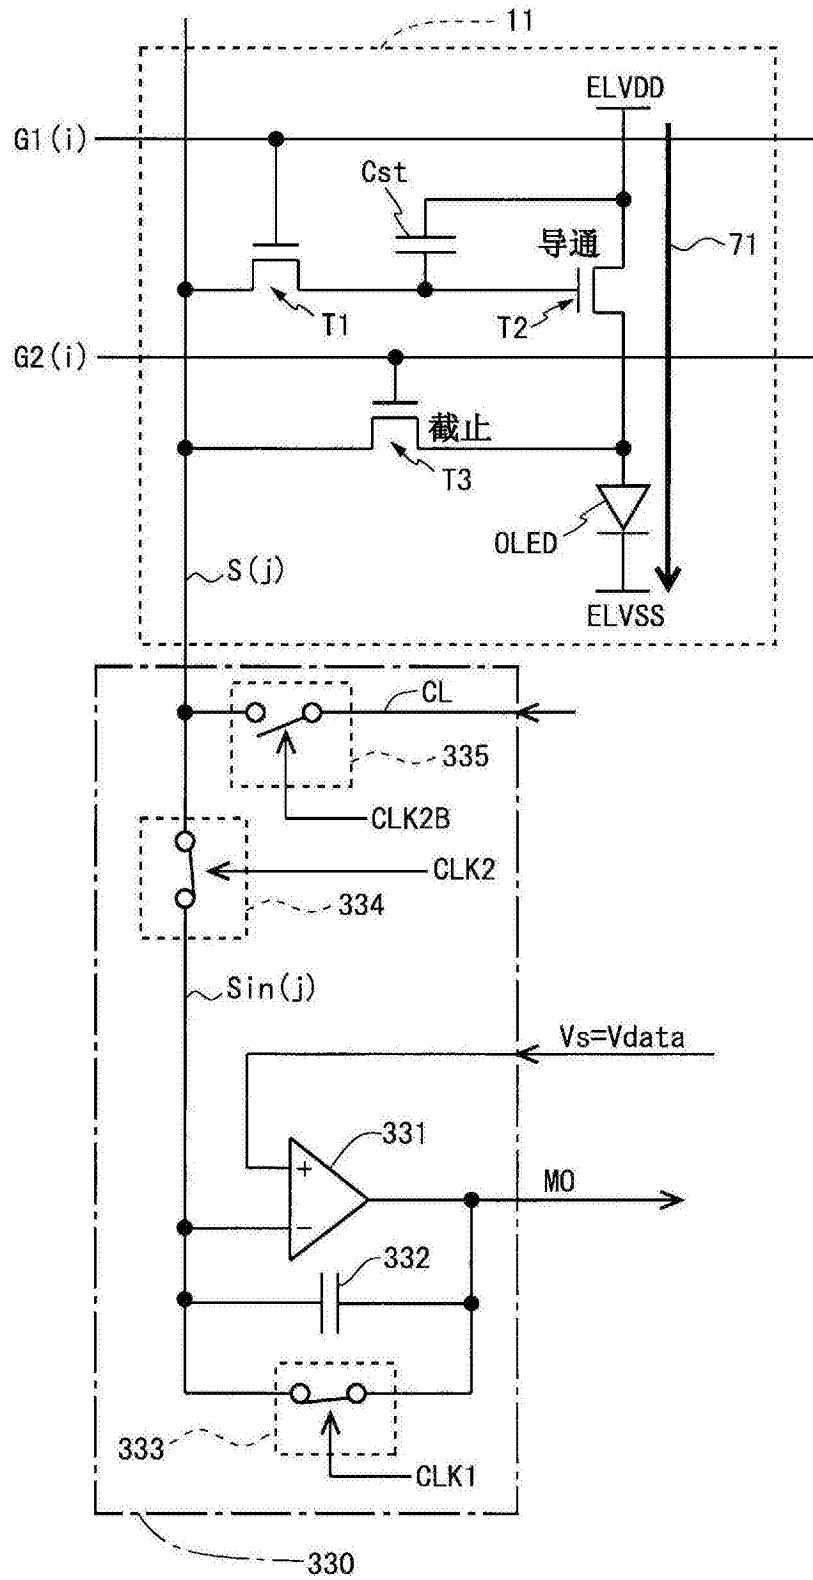 11
ELVDD
G1(i)
Cst
导通
71
T1
T2
G2(i)
截止
T3
OLED
S(j)
ELVSS
CL
335
CLK2B
CLK2
334
Sin(j)
Vs=Vdata
331
+
MO
−
332
333
CLK1
330